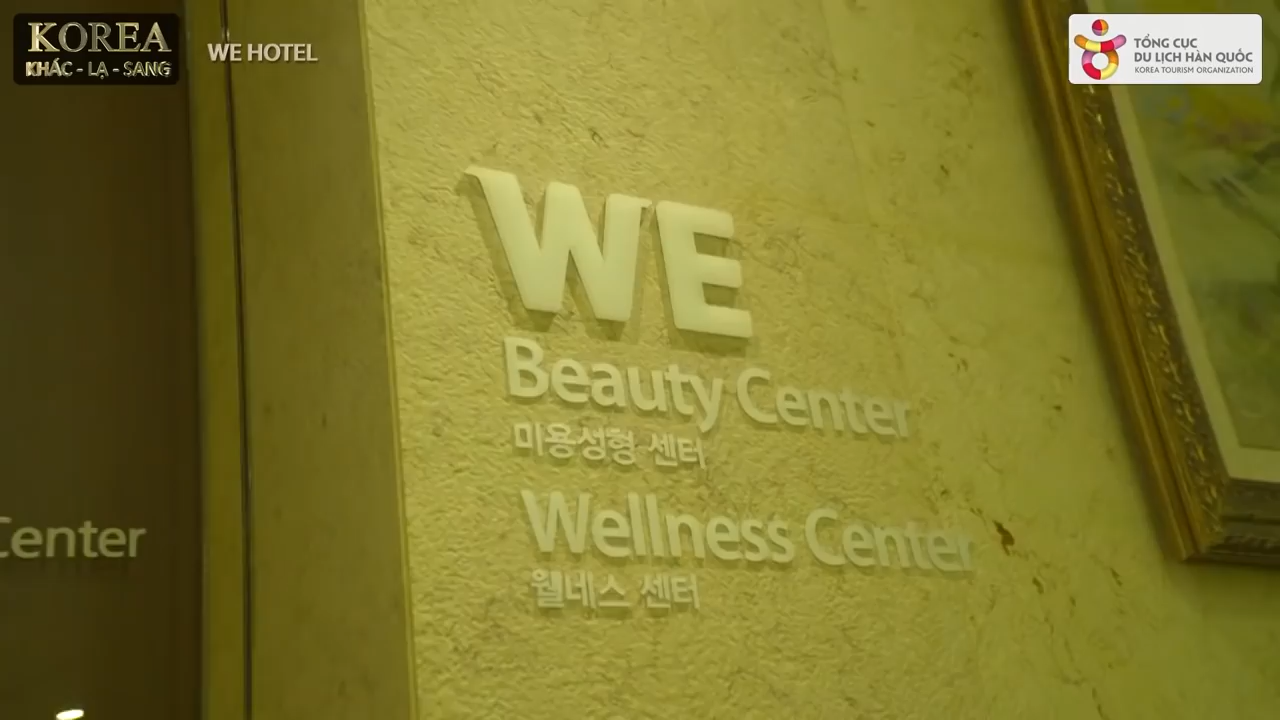 KOREA
KHÁC - LẠ - SANG
WE HOTEL
TỔNG CỤC
DU LỊCH HÀN QUỐC
KOREA TOURISM ORGANIZATION
WE
Beauty Center
미용성형 센터
Wellness Center
웰네스 센터
Center